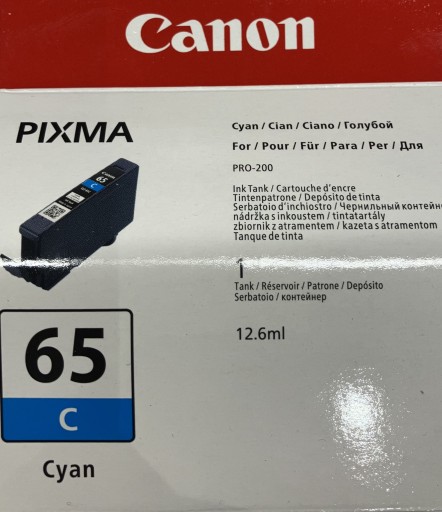 Canon
PIXMA
Canon
65
C
Cyan / Cian / Ciano / Голубой
For / Pour / Für / Para / Per / Для
PRO-200
Ink Tank / Cartouche d'encre
Tintenpatrone / Depósito de tinta
Serbatoio d'inchiostro / Чернильный контейне
nádržka s inkoustem / tintatartály
zbiornik z atramentem / kazeta s atramentom
Tanque de tinta
1
Tank / Réservoir / Patrone / Depósito
Serbatoio / контейнер
12.6ml
65
C
Cyan